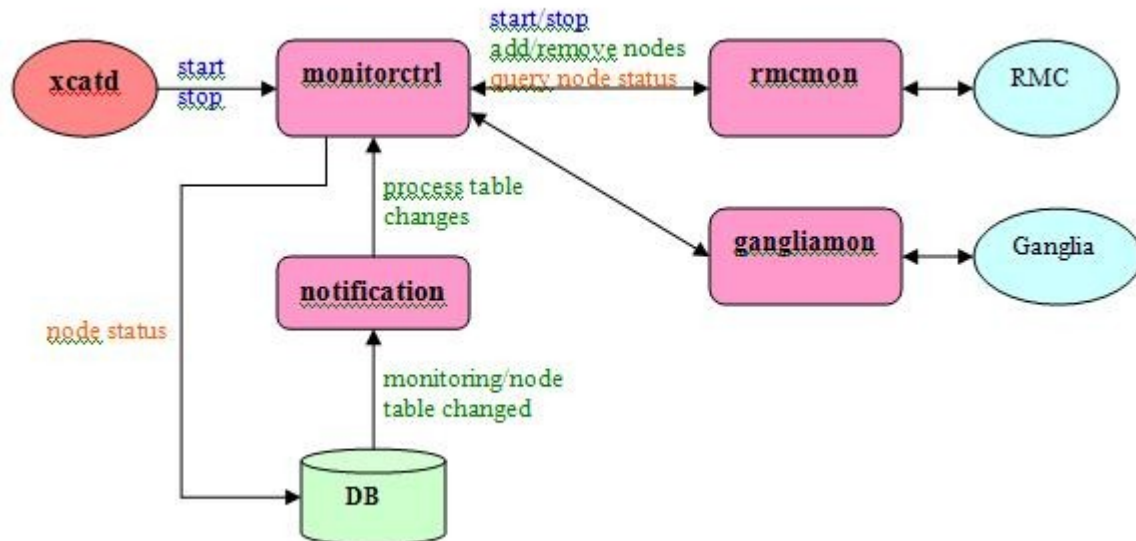 xcatd
start
stop
monitorctrl
start/stop
add/remove nodes
query node status
rmcmon
RMC
process table
changes
gangliamon
Ganglia
notification
node status
monitoring/node
table changed
DB